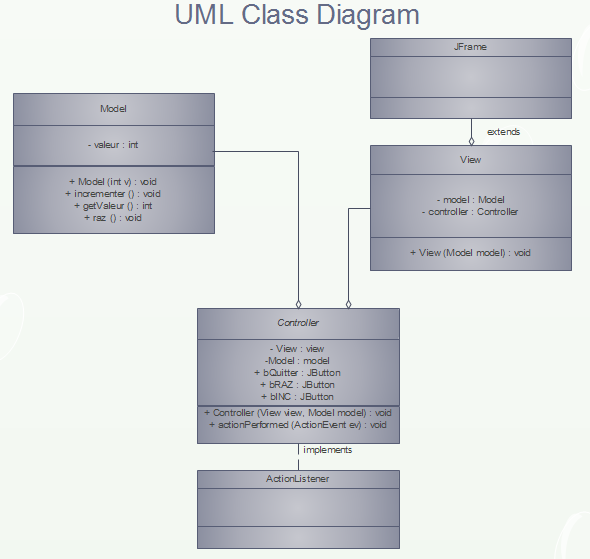 UML Class Diagram
JFrame
extends
Model
- valeur : int
+ Model (int v) : void
+ incrementer () : void
+ getValeur () : int
+ raz () : void
View
- model : Model
- controller : Controller
+ View (Model model) : void
Controller
- View : view
-Model : model
+ bQuitter : JButton
+ bRAZ : JButton
+ bINC : JButton
+ Controller (View view, Model model) : void
+ actionPerformed (ActionEvent ev) : void
implements
ActionListener